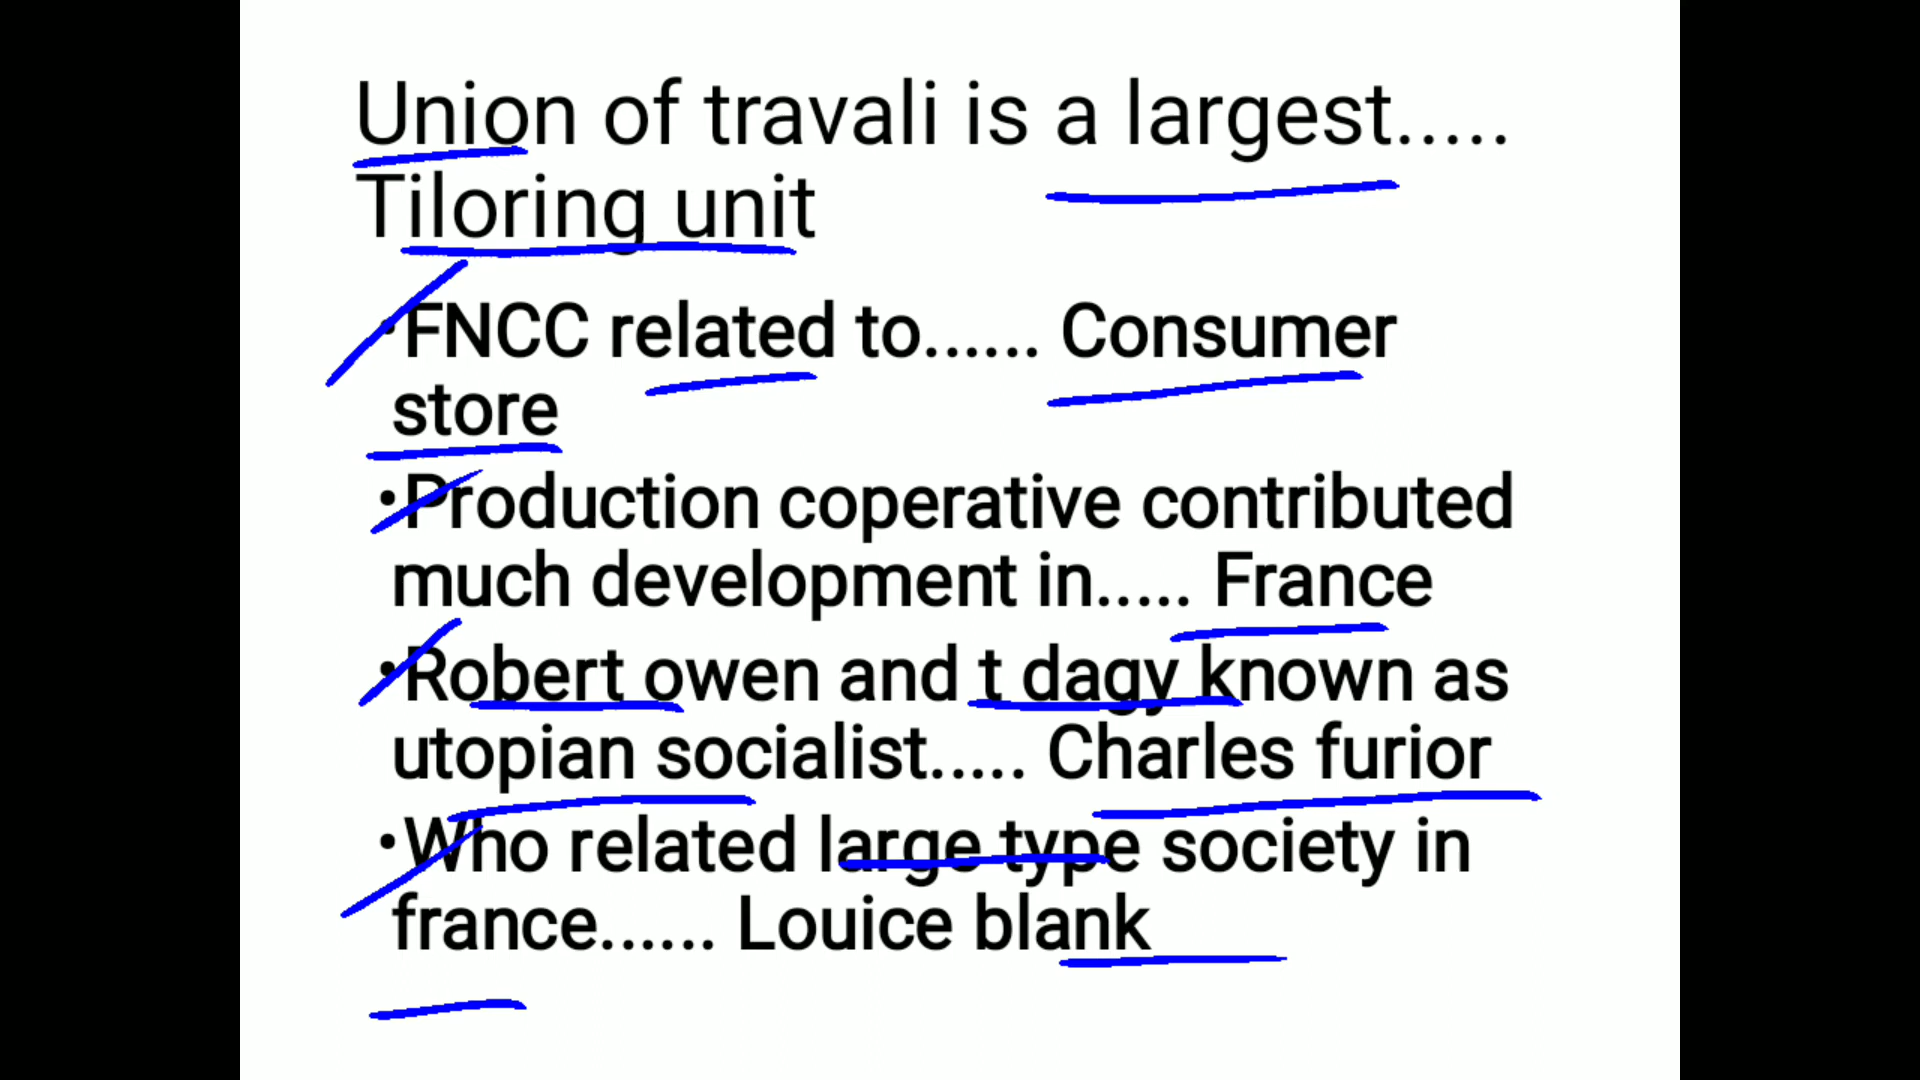 Union of travali is a largest.....
Tiloring unit
•FNCC related to...... Consumer
store
•Production coperative contributed
much development in..... France
•Robert owen and t dagy known as
utopian socialist..... Charles furior
•Who related large type society in
france...... Louice blank